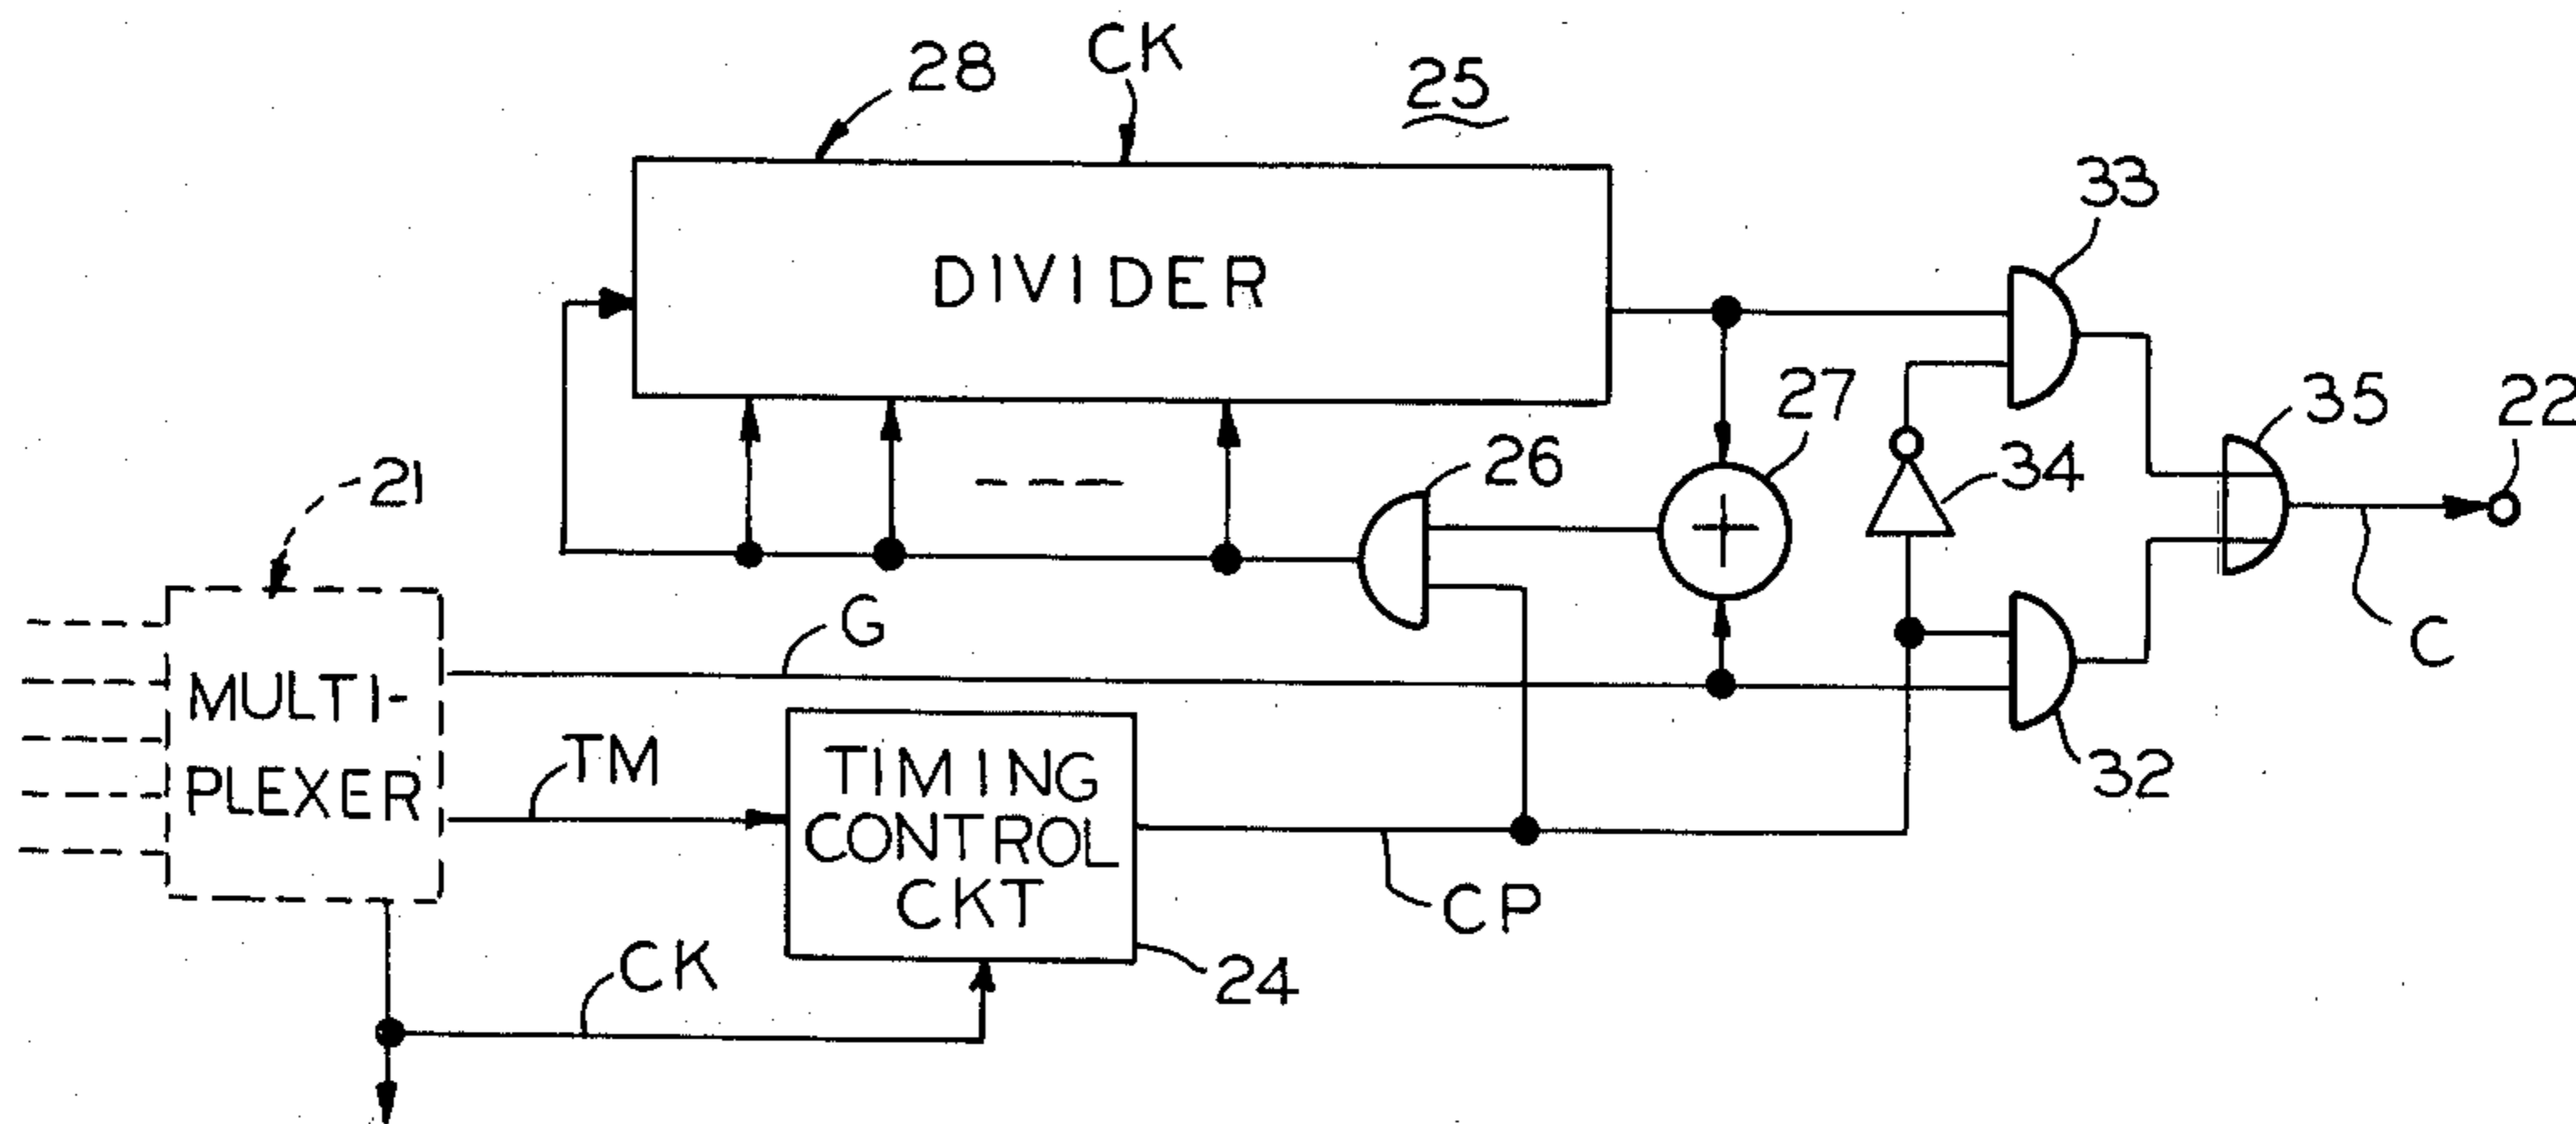 28
CK
25
DIVIDER
33
27
35
22
26
34
21
G
MULTI-
PLEXER
TM
TIMING
CONTROL
CKT
C
32
CP
CK
24